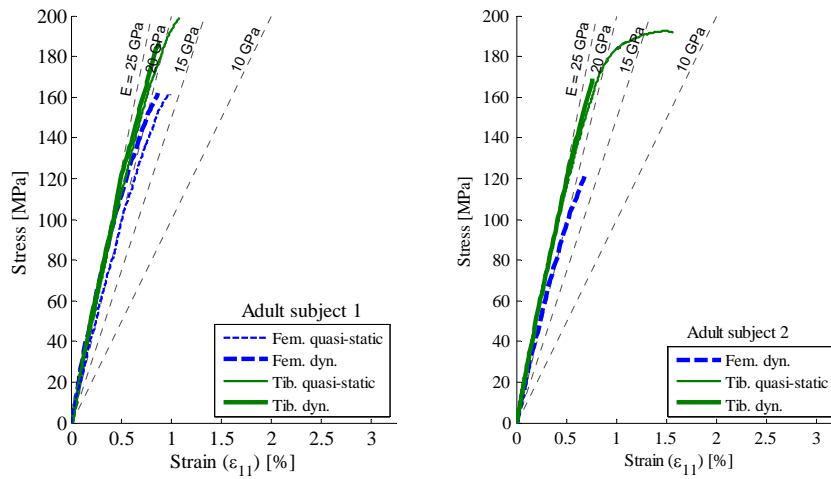 200
180
160
140
120
100
80
60
40
20
0
Stress [MPa]
E = 25 GPa
20 GPa
15 GPa
10 GPa
Adult subject 1
Fem. quasi-static
Fem. dyn.
Tib. quasi-static
Tib. dyn.
0 0.5 1 1.5 2 2.5 3
Strain (ε11) [%]
200
180
160
140
120
100
80
60
40
20
0
Stress [MPa]
E = 25 GPa
20 GPa
15 GPa
10 GPa
Adult subject 2
Fem. dyn.
Tib. quasi-static
Tib. dyn.
0 0.5 1 1.5 2 2.5 3
Strain (ε11) [%]